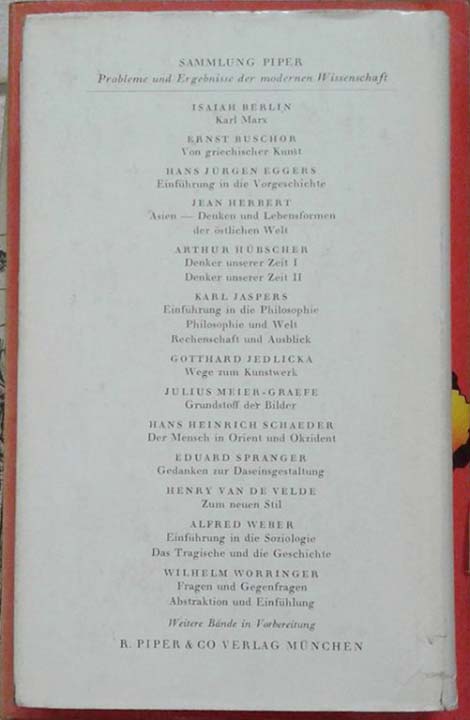 SAMMLUNG PIPER
Probleme und Ergebnisse der modernen Wissenschaft
ISAIAH BERLIN
Karl Marx
ERNST BUSCHOR
Von griechischer Kunst
HANS JÜRGEN EGGERS
Einführung in die Vorgeschichte
JEAN HERBERT
Asien — Denken und Lebensformen
der östlichen Welt
ARTHUR HÜBSCHER
Denker unserer Zeit I
Denker unserer Zeit II
KARL JASPERS
Einführung in die Philosophie
Philosophie und Welt
Rechenschaft und Ausblick
GOTTHARD JEDLICKA
Wege zum Kunstwerk
JULIUS MEIER-GRAEFE
Grundstoff der Bilder
HANS HEINRICH SCHAEDER
Der Mensch in Orient und Okzident
EDUARD SPRANGER
Gedanken zur Daseinsgestaltung
HENRY VAN DE VELDE
Zum neuen Stil
ALFRED WEBER
Einführung in die Soziologie
Das Tragische und die Geschichte
WILHELM WORRINGER
Fragen und Gegenfragen
Abstraktion und Einfühlung
Weitere Bände in Vorbereitung
R. PIPER & CO VERLAG MÜNCHEN